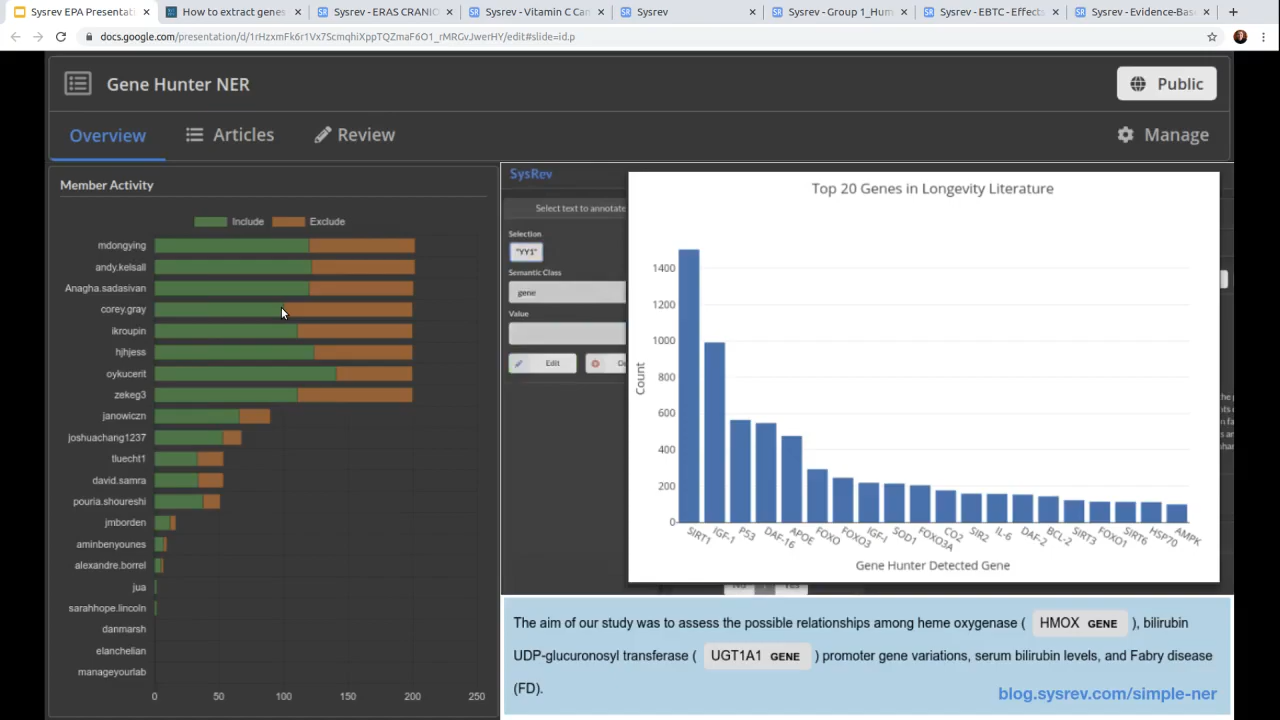 Sysrev EPA Presentati
How to extract genes
Sysrev - ERAS CRANIO
Sysrev - Vitamin C Can
Sysrev
Sysrev - Group 1_Hum
Sysrev - EBTC - Effects
Sysrev - Evidence-Bas
docs.google.com/presentation/d/1rHzxmFk6r1Vx7ScmqhiXppTQZmaF6O1_rMRGvJwerHY/edit#slide=id.p
Gene Hunter NER
Public
Overview
Articles
Review
Manage
Member Activity
Include
Exclude
mdongying
andy.kelsall
Anagha.sadasivan
corey.gray
ikroupin
hjhjess
oykucerit
zekeg3
janowiczn
joshuachang1237
tluecht1
david.samra
pouria.shoureshi
jmborden
aminbenyounes
alexandre.borrel
jua
sarahhope.lincoln
danmarsh
elanchelian
manageyourlab
0 50 100 150 200 250
SysRev
Select text to annotate
Selection
"YY1"
Semantic Class
gene
Value
Edit
Top 20 Genes in Longevity Literature
Count
1400
1200
1000
800
600
400
200
0
SIRT1 IGF-1 P53 DAF-16 APOE FOXO FOXO3 IGF-I SOD1 FOXO3A CO2 SIR2 IL-6 DAF-2 BCL-2 SIRT3 FOXO1 SIRT6 HSP70 AMPK
Gene Hunter Detected Gene
The aim of our study was to assess the possible relationships among heme oxygenase ( HMOX GENE ), bilirubin
UDP-glucuronosyl transferase ( UGT1A1 GENE ) promoter gene variations, serum bilirubin levels, and Fabry disease
(FD).
blog.sysrev.com/simple-ner